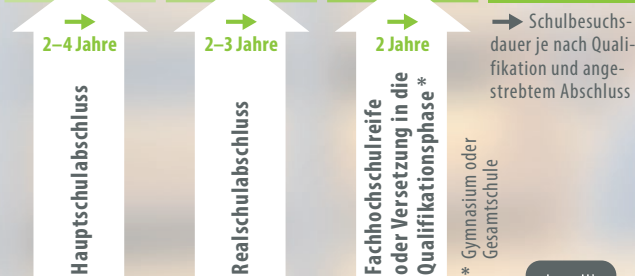 2–4 Jahre
Hauptschulabschluss
2–3 Jahre
Realschulabschluss
2 Jahre
Fachhochschulreife
oder Versetzung in die
Qualifikationsphase *
* Gymnasium oder
Gesamtschule
Schulbesuchs-
dauer je nach Quali-
fikation und ange-
strebtem Abschluss